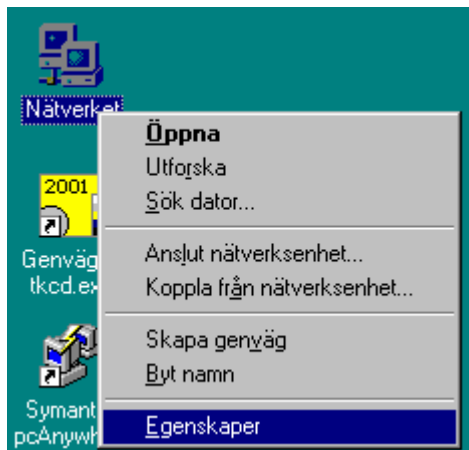 Nätverket
Öppna
Utforska
Sök dator...
2001
Anslut nätverksenhet...
Genväg
tkcd.ex
Koppla från nätverksenhet...
Skapa genväg
Byt namn
Symant
pcAnywh
Egenskaper